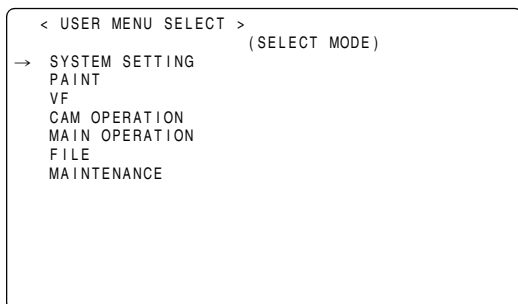 < USER MENU SELECT >
(SELECT MODE)
→ SYSTEM SETTING
PAINT
VF
CAM OPERATION
MAIN OPERATION
FILE
MAINTENANCE